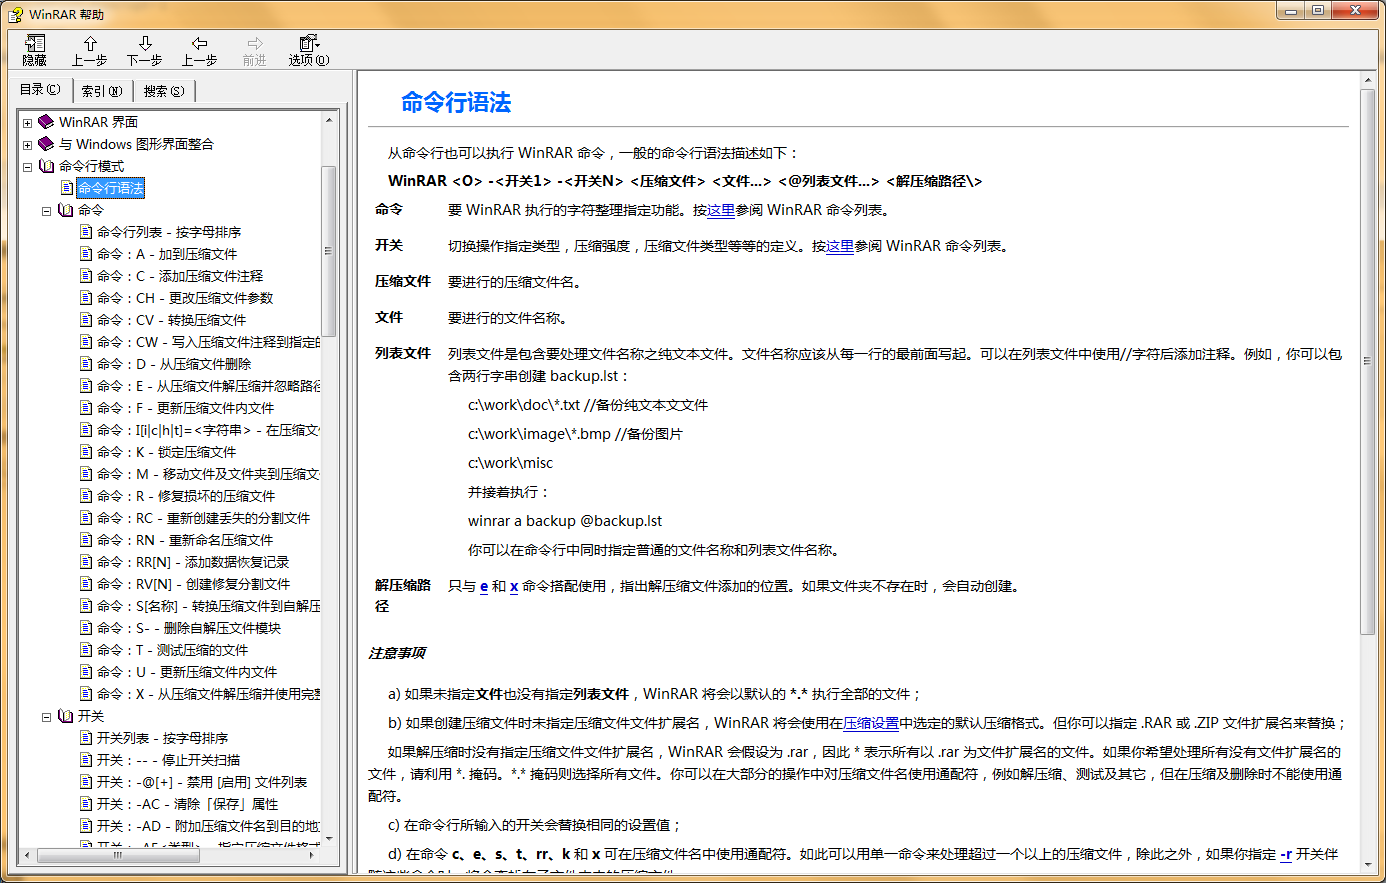 WinRAR 帮助
隐藏 上一步 下一步 上一步 前进 选项(O)
目录(C) 索引(N) 搜索(S)
WinRAR 界面
与 Windows 图形界面整合
命令行模式
命令行语法
命令
命令行列表 - 按字母排序
命令：A - 加到压缩文件
命令：C - 添加压缩文件注释
命令：CH - 更改压缩文件参数
命令：CV - 转换压缩文件
命令：CW - 写入压缩文件注释到指定的
命令：D - 从压缩文件删除
命令：E - 从压缩文件解压缩并忽略路径
命令：F - 更新压缩文件内文件
命令：I[i|c|h|t]=<字符串> - 在压缩文
命令：K - 锁定压缩文件
命令：M - 移动文件及文件夹到压缩文
命令：R - 修复损坏的压缩文件
命令：RC - 重新创建丢失的分割文件
命令：RN - 重新命名压缩文件
命令：RR[N] - 添加数据恢复记录
命令：RV[N] - 创建修复分割文件
命令：S[名称] - 转换压缩文件到自解压
命令：S- - 删除自解压文件模块
命令：T - 测试压缩的文件
命令：U - 更新压缩文件内文件
命令：X - 从压缩文件解压缩并使用完整
开关
开关列表 - 按字母排序
开关：-- - 停止开关扫描
开关：-@[+] - 禁用 [启用] 文件列表
开关：-AC - 清除「保存」属性
开关：-AD - 附加压缩文件名到目的地
命令行语法
从命令行也可以执行 WinRAR 命令，一般的命令行语法描述如下：
WinRAR <O> -<开关1> -<开关N> <压缩文件> <文件...> <@列表文件...> <解压缩路径\>
命令 要 WinRAR 执行的字符整理指定功能。按这里参阅 WinRAR 命令列表。
开关 切换操作指定类型，压缩强度，压缩文件类型等等的定义。按这里参阅 WinRAR 命令列表。
压缩文件 要进行的压缩文件名。
文件 要进行的文件名称。
列表文件 列表文件是包含要处理文件名称之纯文本文件。文件名称应该从每一行的最前面写起。可以在列表文件中使用//字符后添加注释。例如，你可以包
含两行字串创建 backup.lst：
c:\work\doc\*.txt //备份纯文本文文件
c:\work\image\*.bmp //备份图片
c:\work\misc
并接着执行：
winrar a backup @backup.lst
你可以在命令行中同时指定普通的文件名称和列表文件名称。
解压缩路 只与 e 和 x 命令搭配使用，指出解压缩文件添加的位置。如果文件夹不存在时，会自动创建。
径
注意事项
a) 如果未指定文件也没有指定列表文件，WinRAR 将会以默认的 *.* 执行全部的文件；
b) 如果创建压缩文件时未指定压缩文件文件扩展名，WinRAR 将会使用在压缩设置中选定的默认压缩格式。但你可以指定 .RAR 或 .ZIP 文件扩展名来替换；
如果解压缩时没有指定压缩文件文件扩展名，WinRAR 会假设为 .rar，因此 * 表示所有以 .rar 为文件扩展名的文件。如果你希望处理所有没有文件扩展名的
文件，请利用 *. 掩码。*.* 掩码则选择所有文件。你可以在大部分的操作中对压缩文件名使用通配符，例如解压缩、测试及其它，但在压缩及删除时不能使用通
配符。
c) 在命令行所输入的开关会替换相同的设置值；
d) 在命令 c、e、s、t、rr、k 和 x 可在压缩文件名中使用通配符。如此可以用单一命令来处理超过一个以上的压缩文件，除此之外，如果你指定 -r 开关伴